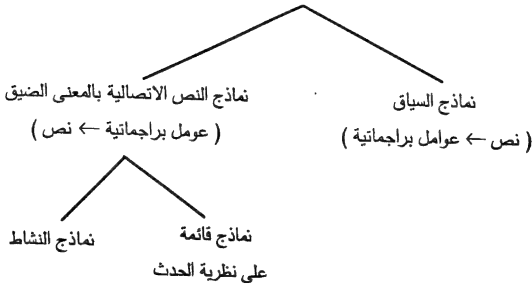 نماذج السياق
( نص ← عوامل براجماتية )
نماذج النص الاتصالية بالمعنى الضيق
( عومل براجماتية ← نص )
نماذج قائمة
على نظرية الحدث
نماذج النشاط